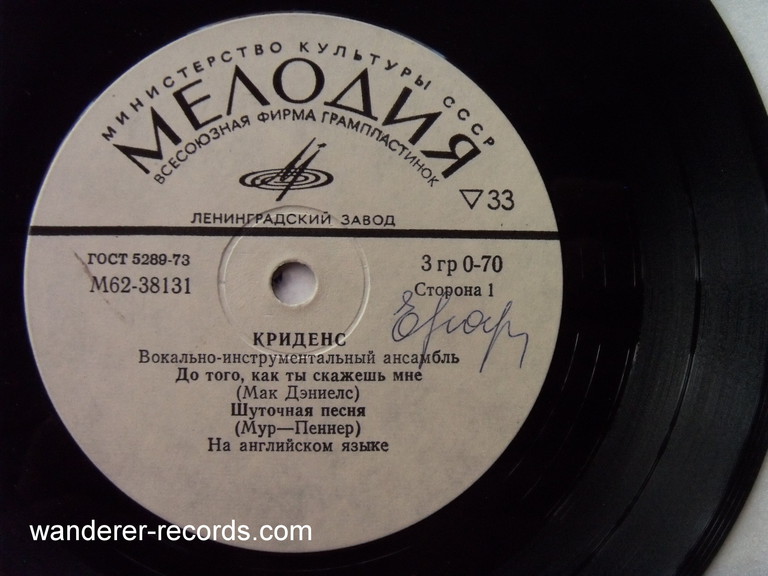 МИНИСТЕРСТВО КУЛЬТУРЫ СССР
МЕЛОДИЯ
ВСЕСОЮЗНАЯ ФИРМА ГРАМПЛАСТИНОК
▽33
ЛЕНИНГРАДСКИЙ ЗАВОД
ГОСТ 5289-73
3 гр 0-70
М62-38131
Сторона 1
КРИДЕНС
Вокально-инструментальный ансамбль
До того, как ты скажешь мне
(Мак Дэниелс)
Шуточная песня
(Мур—Пеннер)
На английском языке
wanderer-records.com